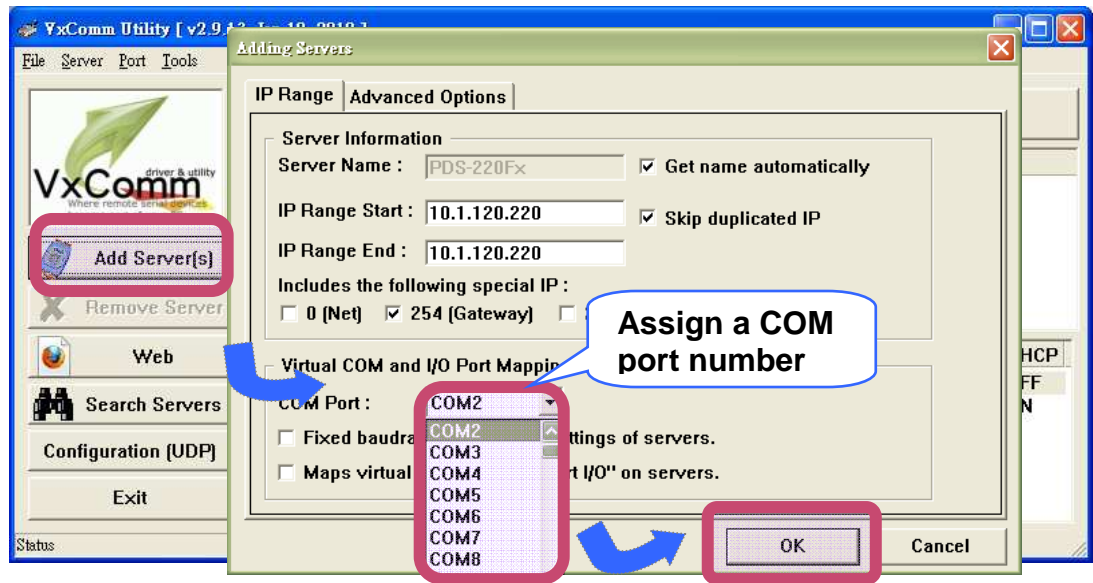 VxComm Utility [ v2.9
File Server Port Tools
VxComm
driver & utility
Where remote serial devices
Add Server(s)
Remove Server
Web
Search Servers
Configuration (UDP)
Exit
Status
Adding Servers
IP Range
Advanced Options
Server Information
Server Name : PDS-220Fx
Get name automatically
IP Range Start : 10.1.120.220
Skip duplicated IP
IP Range End : 10.1.120.220
Includes the following special IP :
0 (Net) 254 (Gateway)
Assign a COM
port number
Virtual COM and I/O Port Mappin
COM Port : COM2
COM2
Fixed baudra ttings of servers.
COM3
Maps virtual rt I/O" on servers.
COM4
COM5
COM6
COM7
COM8
OK
Cancel
HCP
FF
N